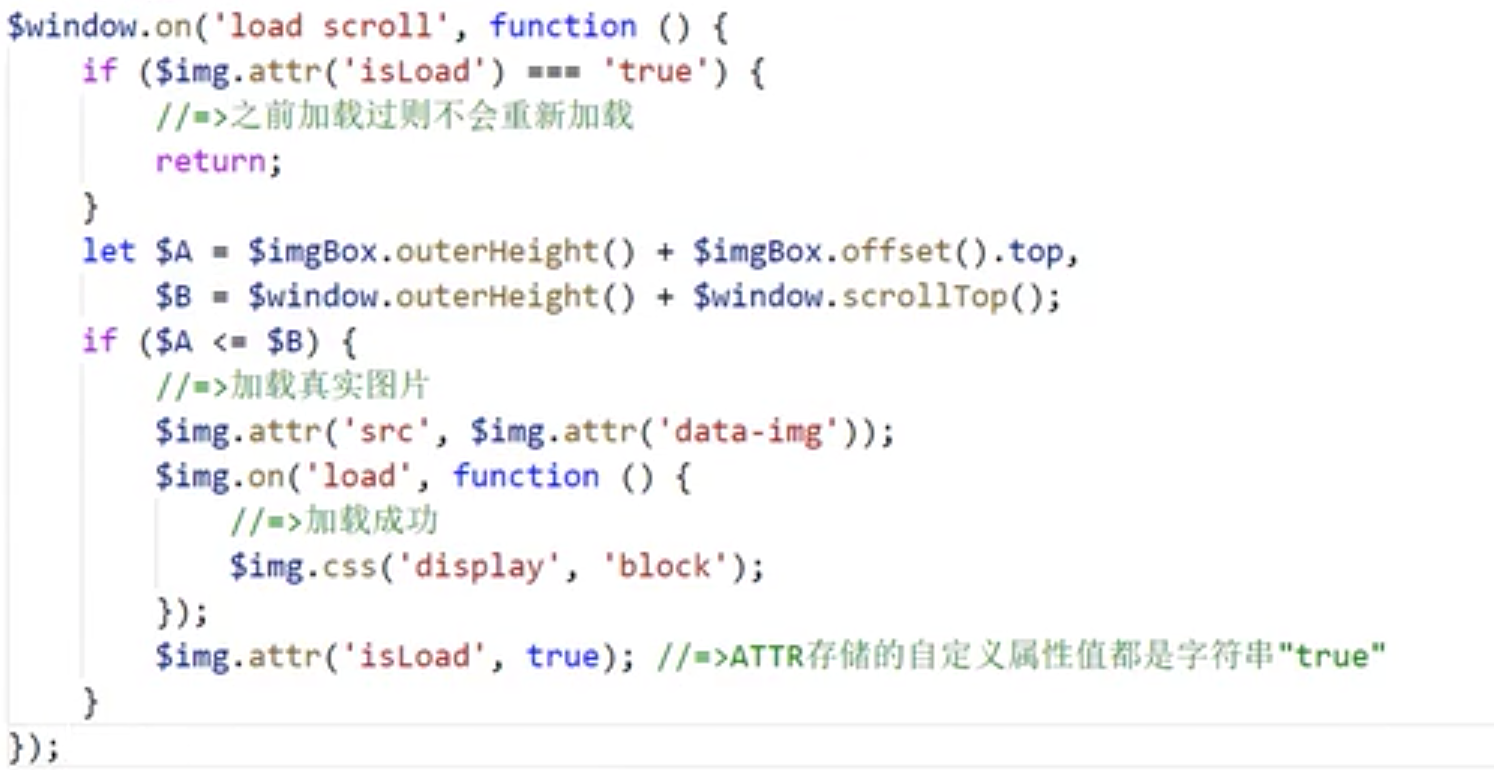 $window.on('load scroll', function () {
    if ($img.attr('isLoad') === 'true') {
        //=>之前加载过则不会重新加载
        return;
    }
    let $A = $imgBox.outerHeight() + $imgBox.offset().top,
        $B = $window.outerHeight() + $window.scrollTop();
    if ($A <= $B) {
        //=>加载真实图片
        $img.attr('src', $img.attr('data-img'));
        $img.on('load', function () {
            //=>加载成功
            $img.css('display', 'block');
        });
        $img.attr('isLoad', true); //=>ATTR存储的自定义属性值都是字符串"true"
    }
});